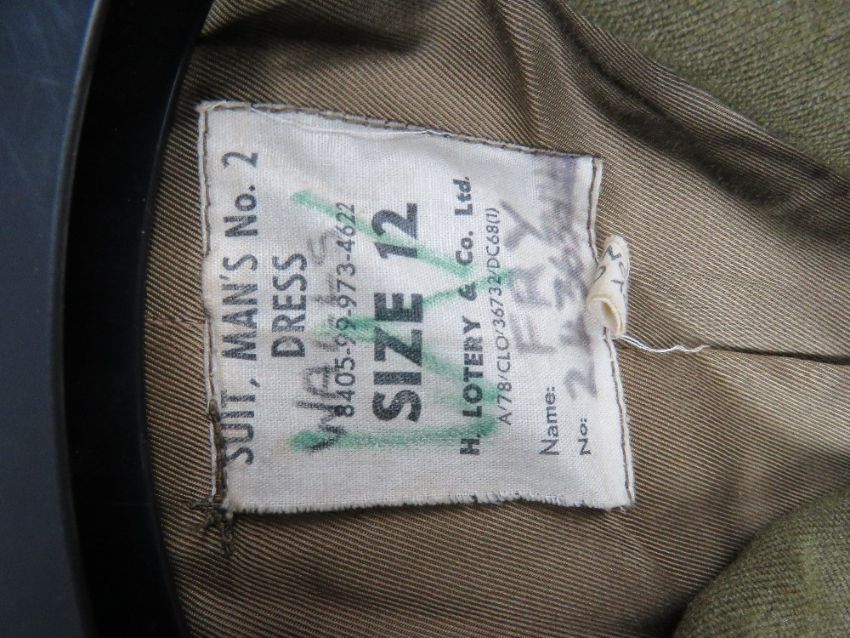 SUIT, MAN'S No. 2
DRESS
8405-99-973-4622
SIZE 12
H. LOTERY & Co. Ltd.
A/78/CLO/36732/DC68(1)
Name: FRY
No: